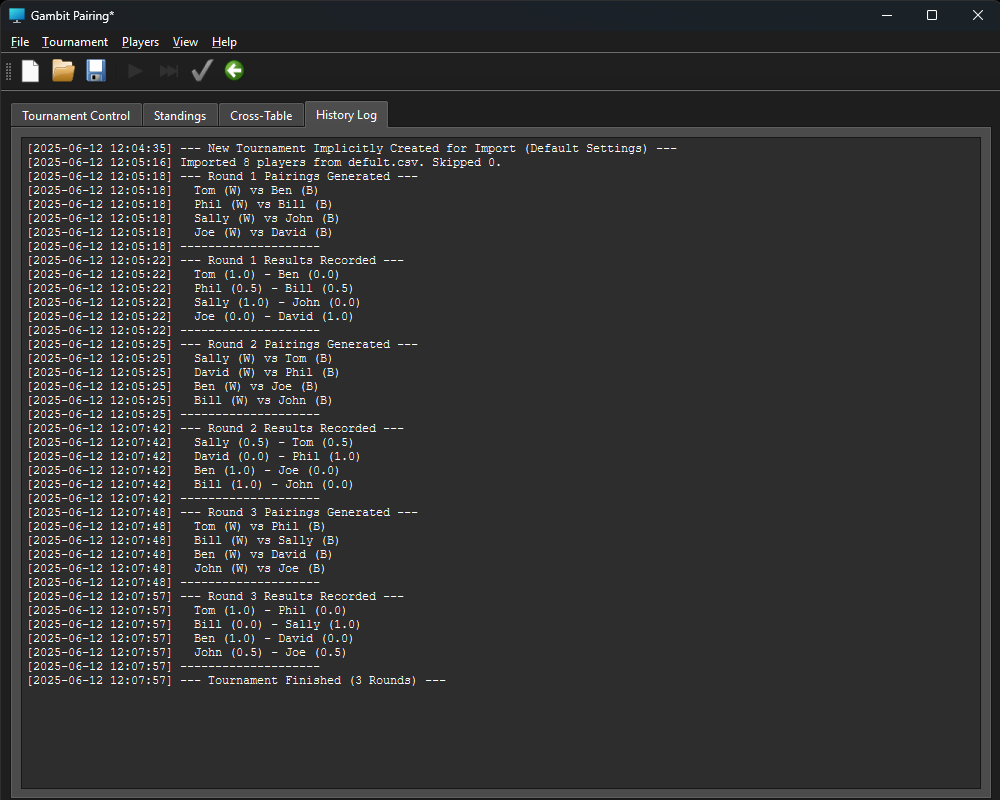 Gambit Pairing*
File Tournament Players View Help
Tournament Control Standings Cross-Table History Log
[2025-06-12 12:04:35] --- New Tournament Implicitly Created for Import (Default Settings) ---
[2025-06-12 12:05:16] Imported 8 players from defult.csv. Skipped 0.
[2025-06-12 12:05:18] --- Round 1 Pairings Generated ---
[2025-06-12 12:05:18]   Tom (W) vs Ben (B)
[2025-06-12 12:05:18]   Phil (W) vs Bill (B)
[2025-06-12 12:05:18]   Sally (W) vs John (B)
[2025-06-12 12:05:18]   Joe (W) vs David (B)
[2025-06-12 12:05:18] --------------------
[2025-06-12 12:05:22] --- Round 1 Results Recorded ---
[2025-06-12 12:05:22]   Tom (1.0) - Ben (0.0)
[2025-06-12 12:05:22]   Phil (0.5) - Bill (0.5)
[2025-06-12 12:05:22]   Sally (1.0) - John (0.0)
[2025-06-12 12:05:22]   Joe (0.0) - David (1.0)
[2025-06-12 12:05:22] --------------------
[2025-06-12 12:05:25] --- Round 2 Pairings Generated ---
[2025-06-12 12:05:25]   Sally (W) vs Tom (B)
[2025-06-12 12:05:25]   David (W) vs Phil (B)
[2025-06-12 12:05:25]   Ben (W) vs Joe (B)
[2025-06-12 12:05:25]   Bill (W) vs John (B)
[2025-06-12 12:05:25] --------------------
[2025-06-12 12:07:42] --- Round 2 Results Recorded ---
[2025-06-12 12:07:42]   Sally (0.5) - Tom (0.5)
[2025-06-12 12:07:42]   David (0.0) - Phil (1.0)
[2025-06-12 12:07:42]   Ben (1.0) - Joe (0.0)
[2025-06-12 12:07:42]   Bill (1.0) - John (0.0)
[2025-06-12 12:07:42] --------------------
[2025-06-12 12:07:48] --- Round 3 Pairings Generated ---
[2025-06-12 12:07:48]   Tom (W) vs Phil (B)
[2025-06-12 12:07:48]   Bill (W) vs Sally (B)
[2025-06-12 12:07:48]   Ben (W) vs David (B)
[2025-06-12 12:07:48]   John (W) vs Joe (B)
[2025-06-12 12:07:48] --------------------
[2025-06-12 12:07:57] --- Round 3 Results Recorded ---
[2025-06-12 12:07:57]   Tom (1.0) - Phil (0.0)
[2025-06-12 12:07:57]   Bill (0.0) - Sally (1.0)
[2025-06-12 12:07:57]   Ben (1.0) - David (0.0)
[2025-06-12 12:07:57]   John (0.5) - Joe (0.5)
[2025-06-12 12:07:57] --------------------
[2025-06-12 12:07:57] --- Tournament Finished (3 Rounds) ---